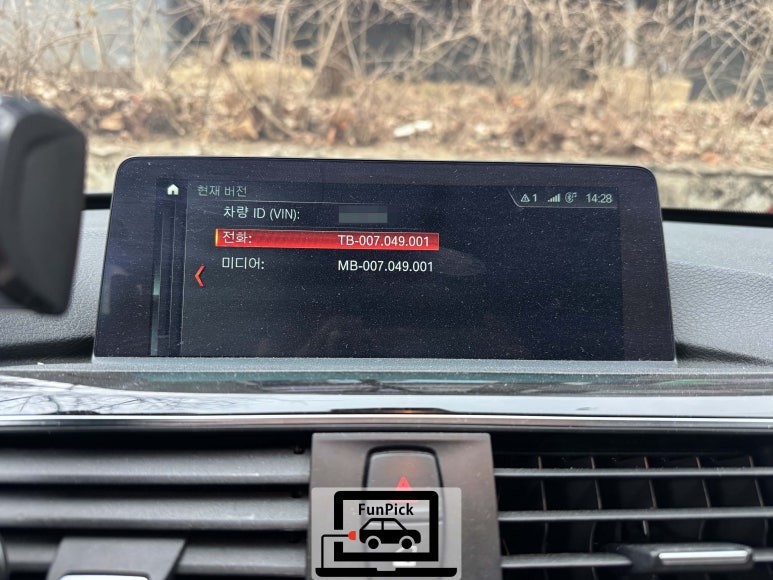 현재 버전
1 14:28
차량 ID (VIN):
전화: TB-007.049.001
미디어: MB-007.049.001
FunPick